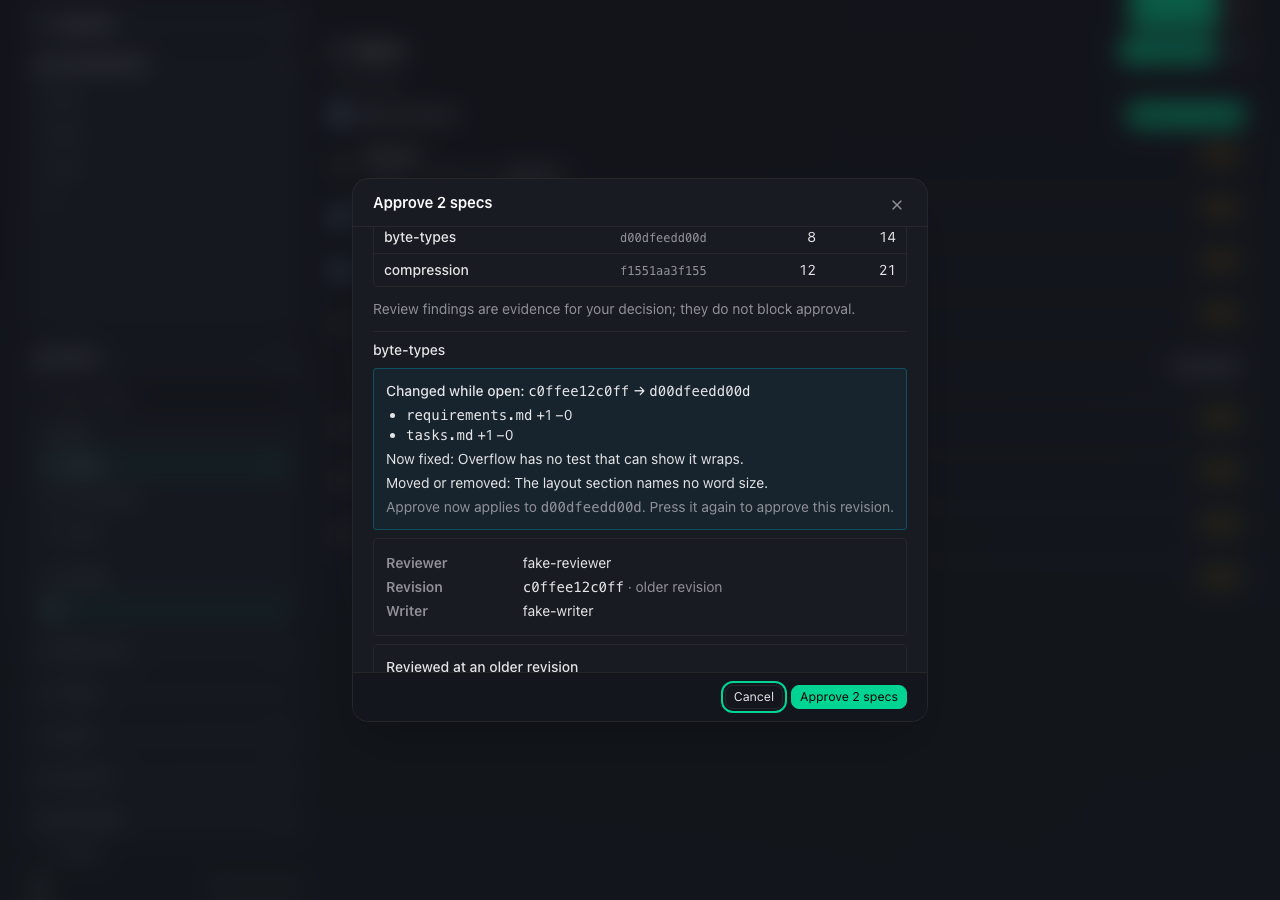 Approve 2 specs
byte-types d00dfeedd00d 8 14
compression f1551aa3f155 12 21
Review findings are evidence for your decision; they do not block approval.
byte-types
Changed while open: c0ffee12c0ff → d00dfeedd00d
• requirements.md +1 −0
• tasks.md +1 −0
Now fixed: Overflow has no test that can show it wraps.
Moved or removed: The layout section names no word size.
Approve now applies to d00dfeedd00d. Press it again to approve this revision.
Reviewer fake-reviewer
Revision c0ffee12c0ff · older revision
Writer fake-writer
Reviewed at an older revision
Cancel Approve 2 specs